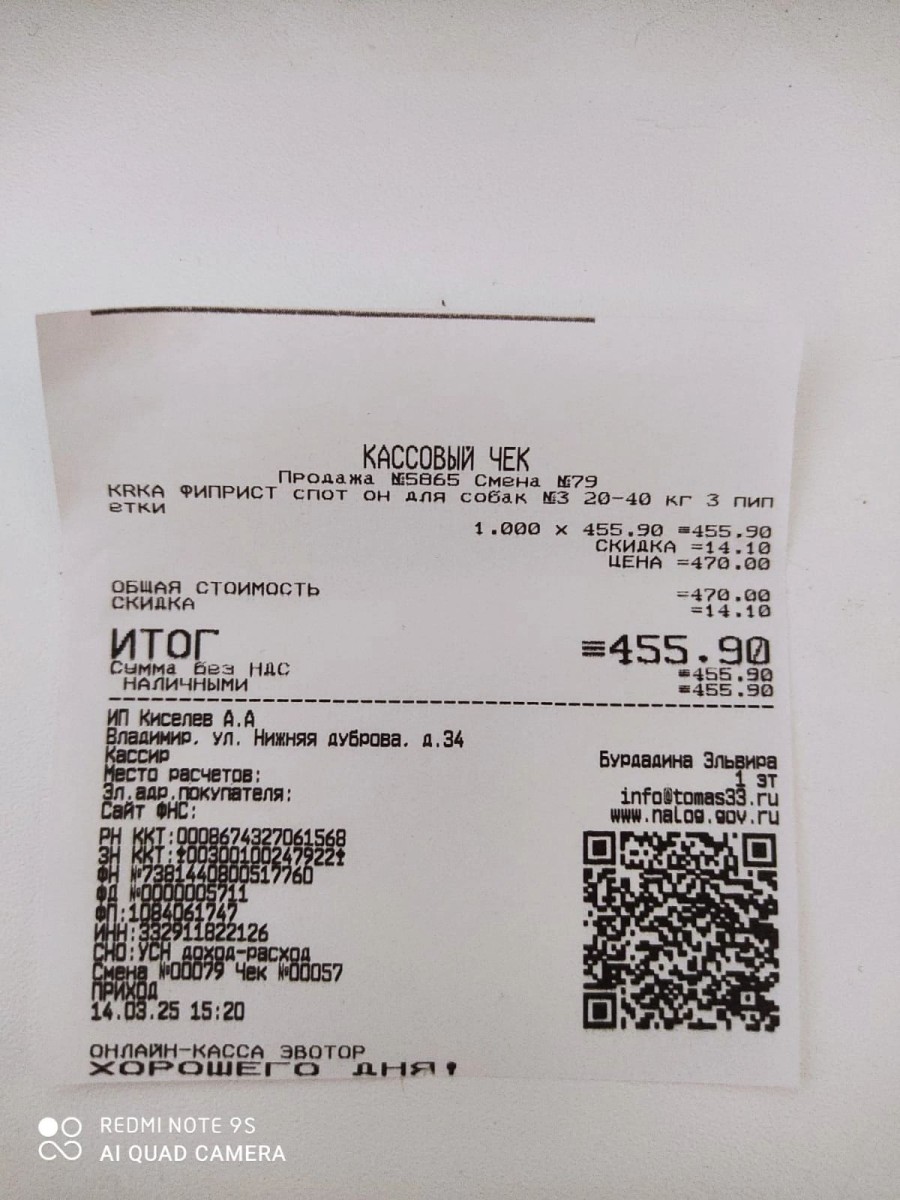 КАССОВЫЙ ЧЕК
Продажа №5865 Смена №79
KRKA ФИПРИСТ спот он для собак №3 20-40 кг 3 пип
етки
1.000 x 455.90 ≡455.90
СКИДКА =14.10
ЦЕНА =470.00
ОБЩАЯ СТОИМОСТЬ =470.00
СКИДКА =14.10
ИТОГ ≡455.90
Сумма без НДС ≡455.90
НАЛИЧНЫМИ ≡455.90
ИП Киселев А.А
Владимир, ул. Нижняя дуброва, д.34
Кассир Бурдадина Эльвира
Место расчетов: 1 эт
Эл.адр.покупателя: info@tomas33.ru
Сайт ФНС: www.nalog.gov.ru
РН ККТ:0008674327061568
ЗН ККТ:‡00300100247922‡
ФН №7381440800517760
ФД №0000005711
ФП:1084061747
ИНН:332911822126
СНО:УСН доход-расход
Смена №00079 Чек №00057
ПРИХОД
14.03.25 15:20
ОНЛАЙН-КАССА ЭВОТОР
ХОРОШЕГО ДНЯ!
REDMI NOTE 9S
AI QUAD CAMERA